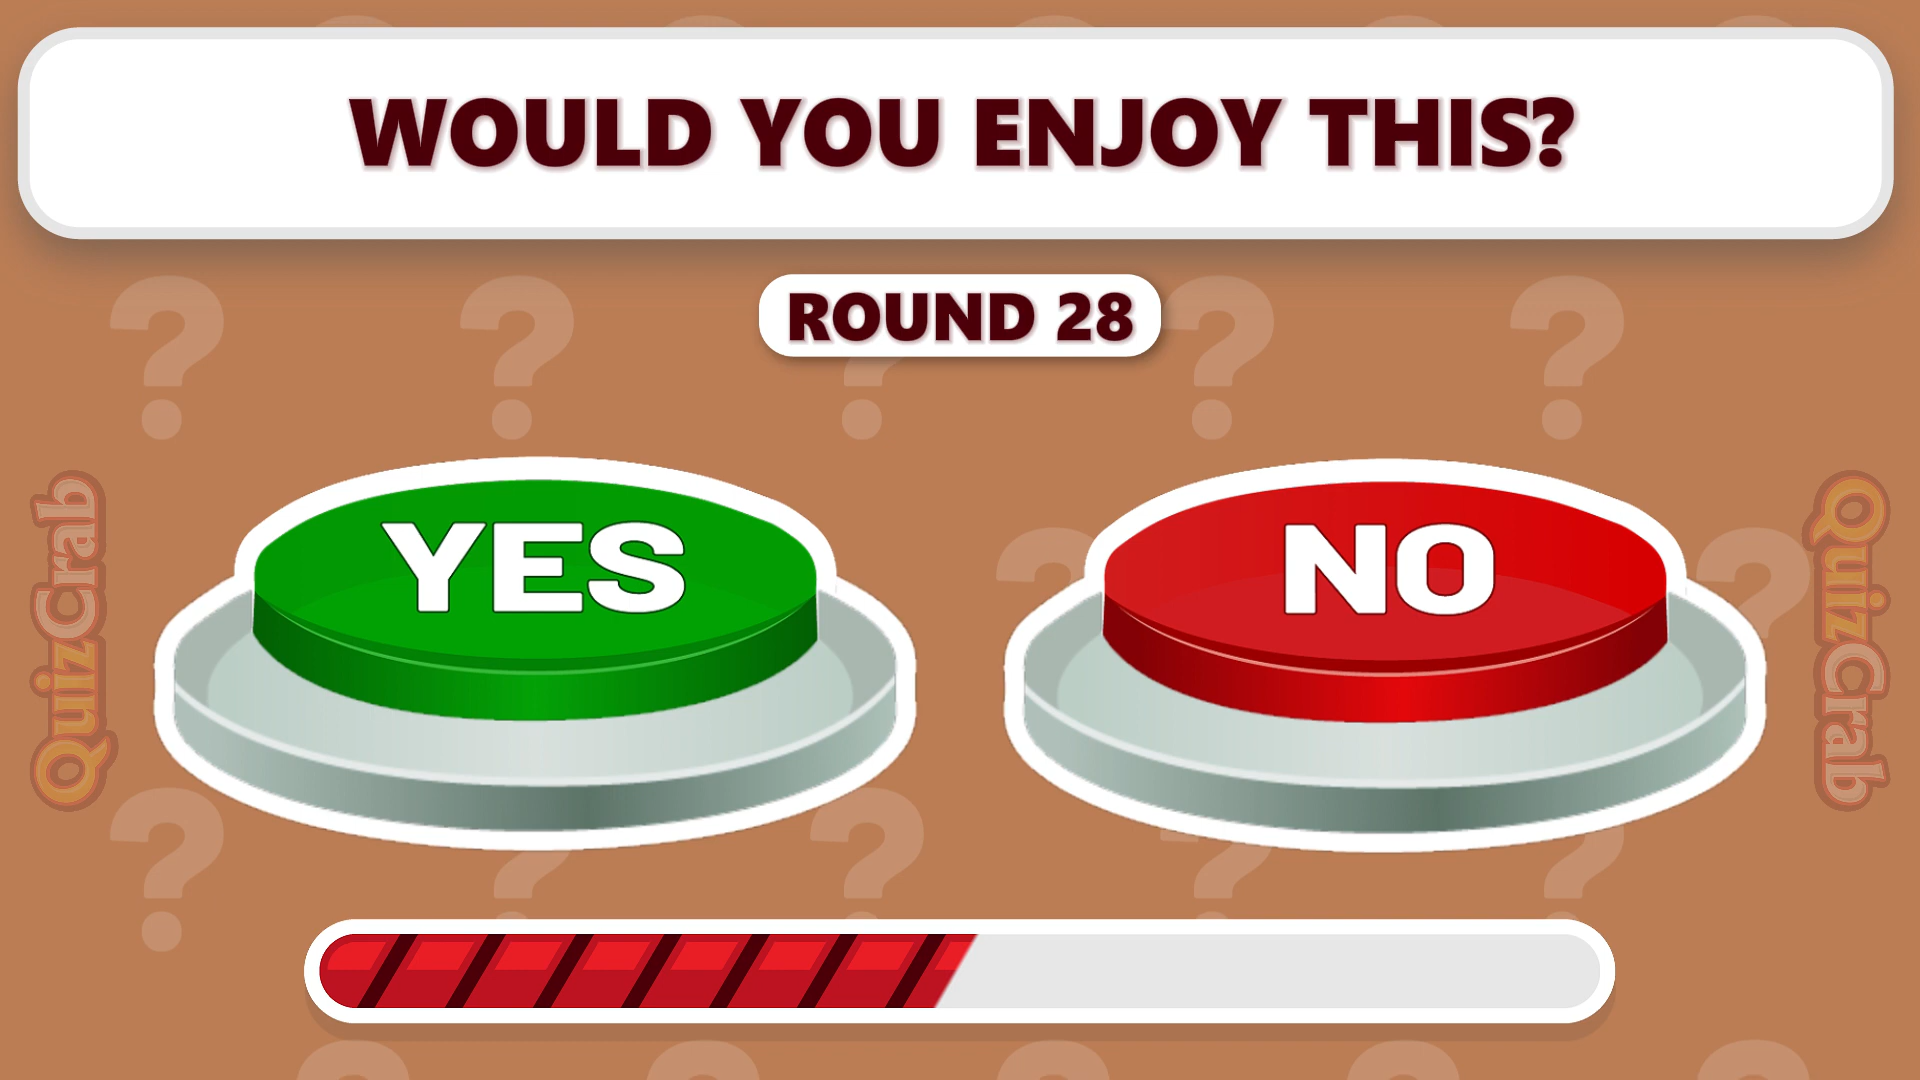 WOULD YOU ENJOY THIS?
ROUND 28
YES
NO
QuizCrab
QuizCrab